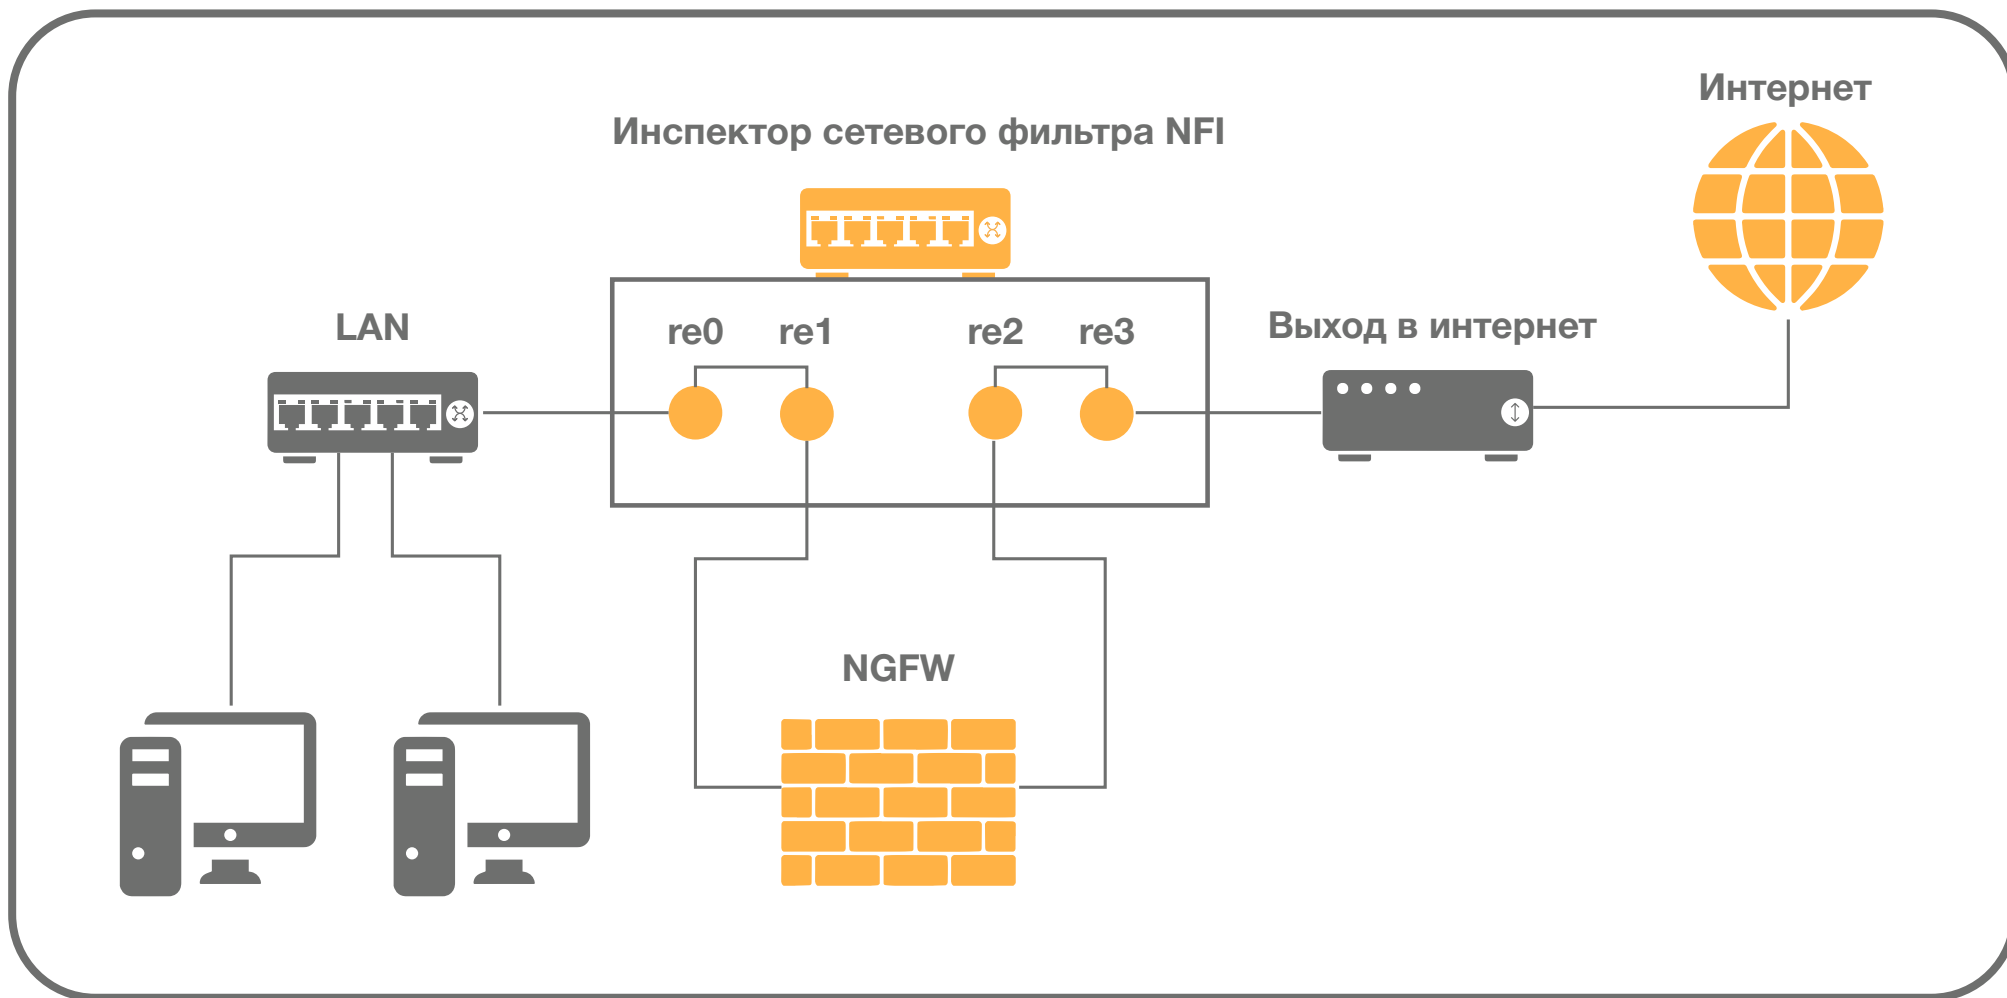 Интернет
Инспектор сетевого фильтра NFI
LAN
re0 re1 re2 re3
Выход в интернет
NGFW